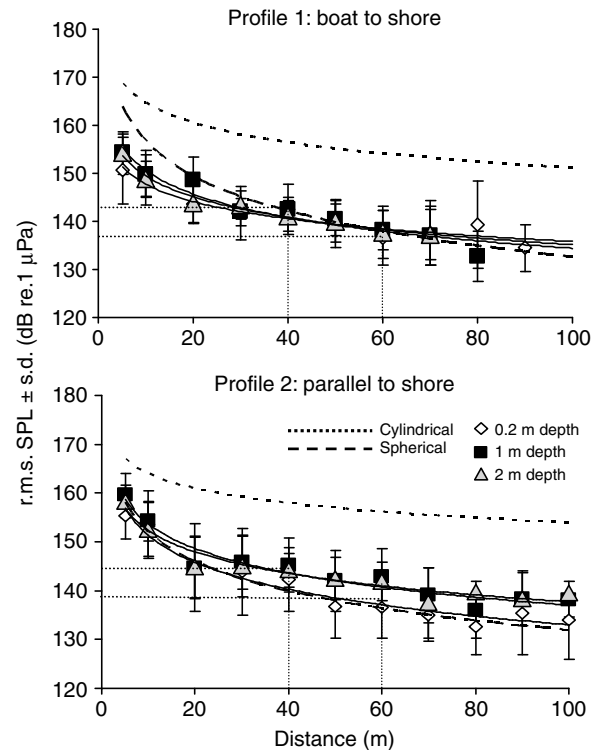 Profile 1: boat to shore
180
170
160
150
140
130
120
0 20 40 60 80 100
r.m.s. SPL ± s.d. (dB re.1 μPa)
Profile 2: parallel to shore
Cylindrical
Spherical
0.2 m depth
1 m depth
2 m depth
180
170
160
150
140
130
120
0 20 40 60 80 100
Distance (m)